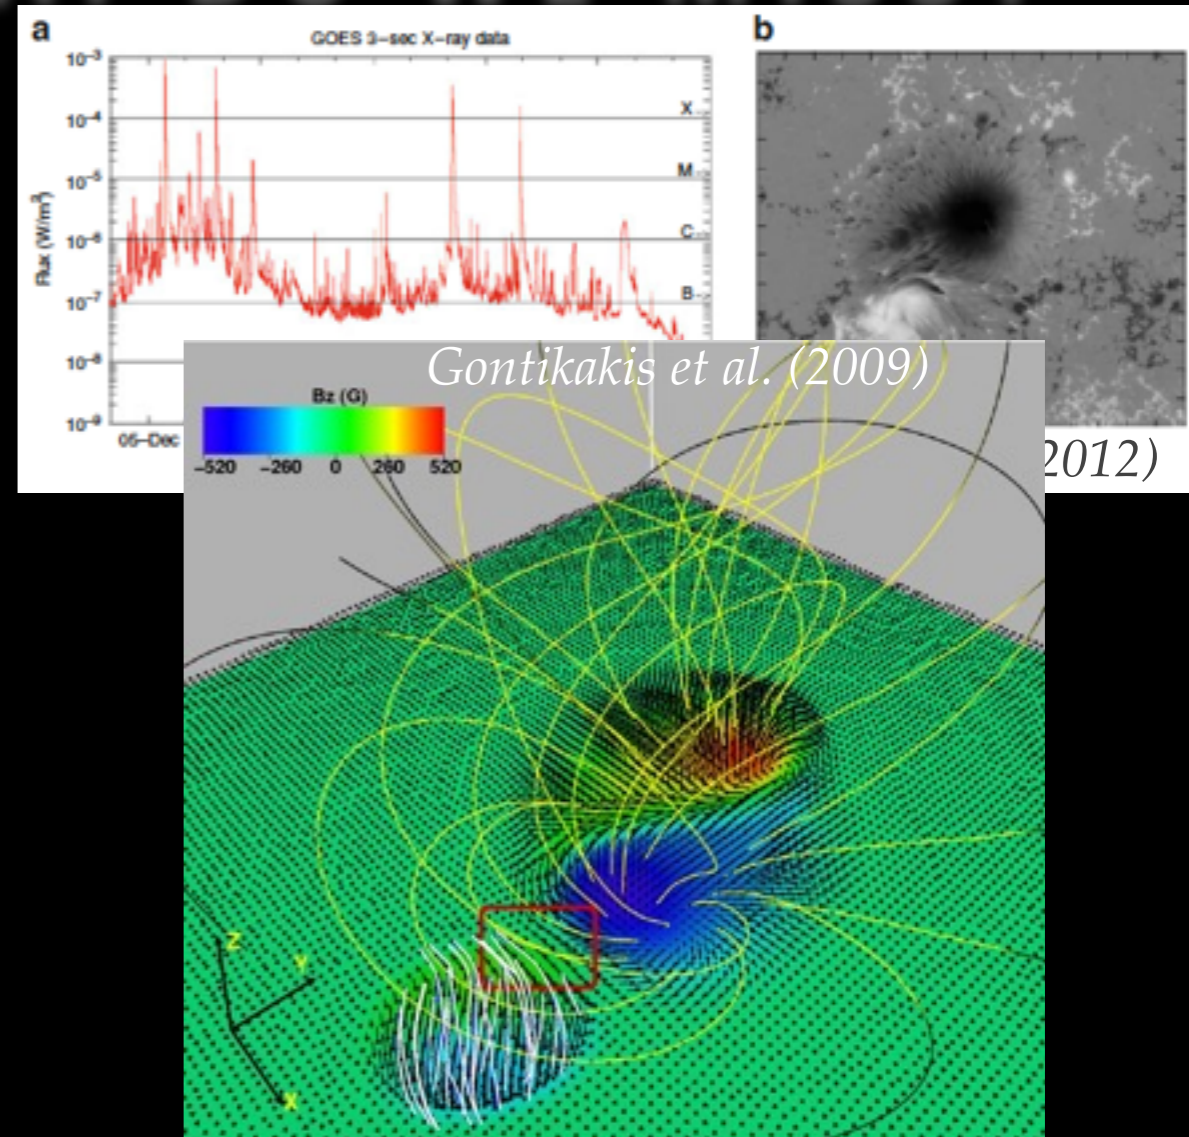 a
GOES 3-sec X-ray data
b
10⁻³
10⁻⁴
10⁻⁵
10⁻⁶
10⁻⁷
10⁻⁸
10⁻⁹
Flux (W/m²)
X
M
C
B
05-Dec
2012)
Gontikakis et al. (2009)
Bz (G)
-520 -260 0 260 520
Z
Y
X